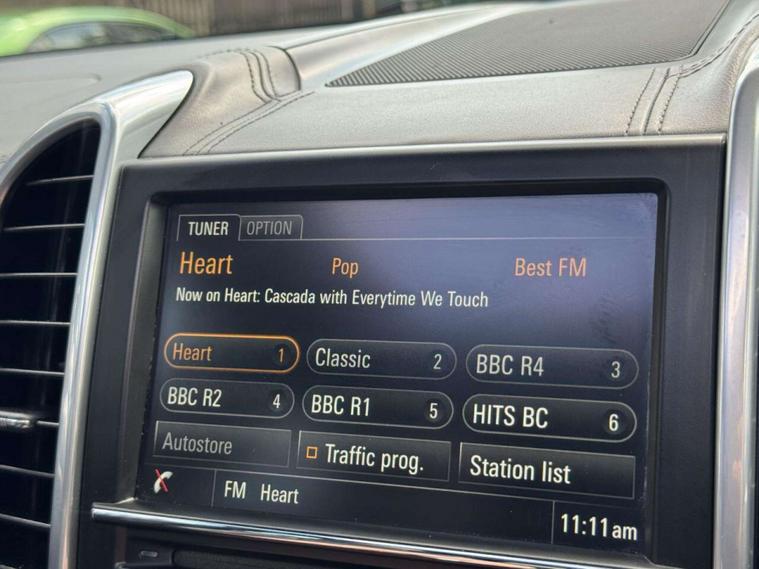 TUNER OPTION
Heart Pop Best FM
Now on Heart: Cascada with Everytime We Touch
Heart 1 Classic 2 BBC R4 3
BBC R2 4 BBC R1 5 HITS BC 6
Autostore Traffic prog. Station list
FM Heart
11:11 am